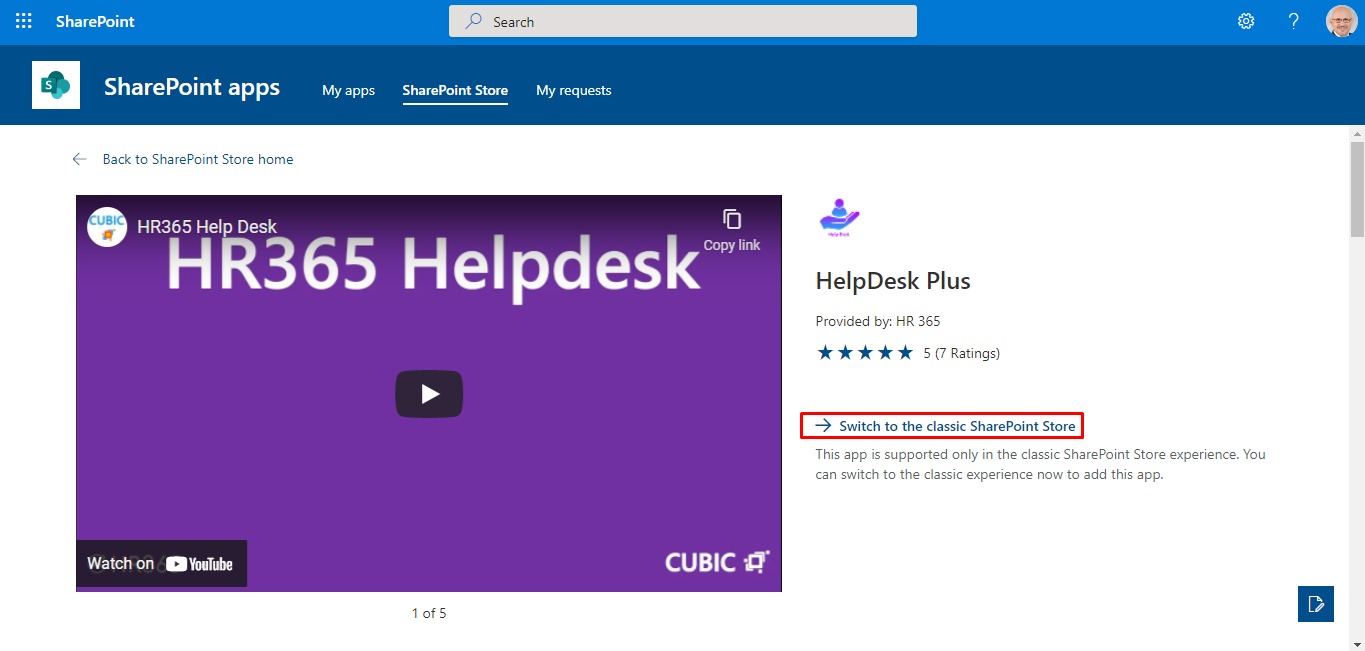 SharePoint
Search
SharePoint apps
My apps
SharePoint Store
My requests
Back to SharePoint Store home
CUBIC
HR365 Help Desk
Copy link
HR365 Helpdesk
Watch on YouTube
CUBIC
1 of 5
Help Desk
HelpDesk Plus
Provided by: HR 365
5 (7 Ratings)
Switch to the classic SharePoint Store
This app is supported only in the classic SharePoint Store experience. You
can switch to the classic experience now to add this app.